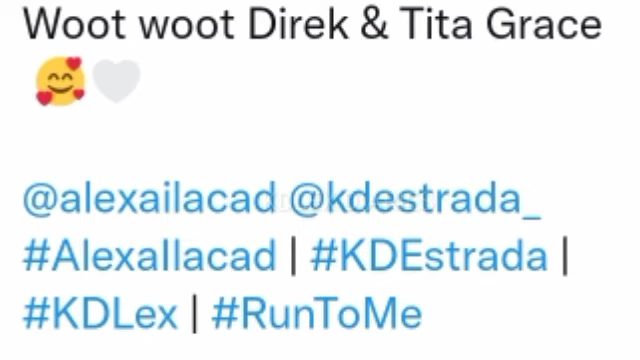 Woot woot Direk & Tita Grace
🥰🤍
@alexailacad @kdestrada_
#AlexaIlacad | #KDEstrada |
#KDLex | #RunToMe